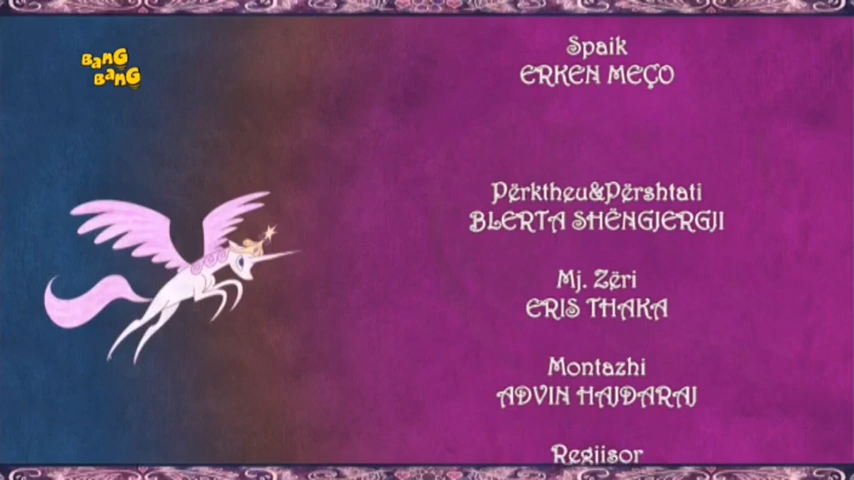 BanG
BanG
Spaik
ERKEN MEÇO
Përktheu&Përshtati
BLERTA SHËNGJERGJI
Mj. Zëri
ERIS THAKA
Montazhi
ADVIN HAJDARAJ
Regjisor